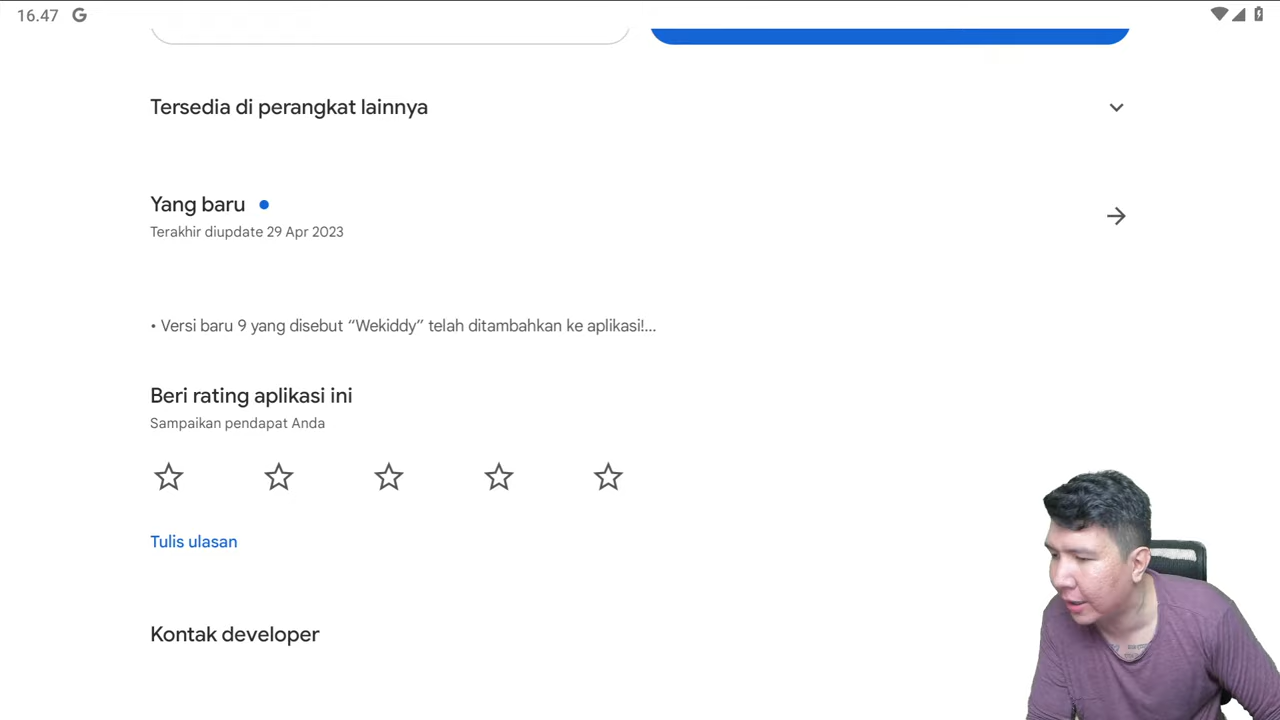 16.47 G
Tersedia di perangkat lainnya
Yang baru
Terakhir diupdate 29 Apr 2023
• Versi baru 9 yang disebut “Wekiddy” telah ditambahkan ke aplikasi!...
Beri rating aplikasi ini
Sampaikan pendapat Anda
Tulis ulasan
Kontak developer